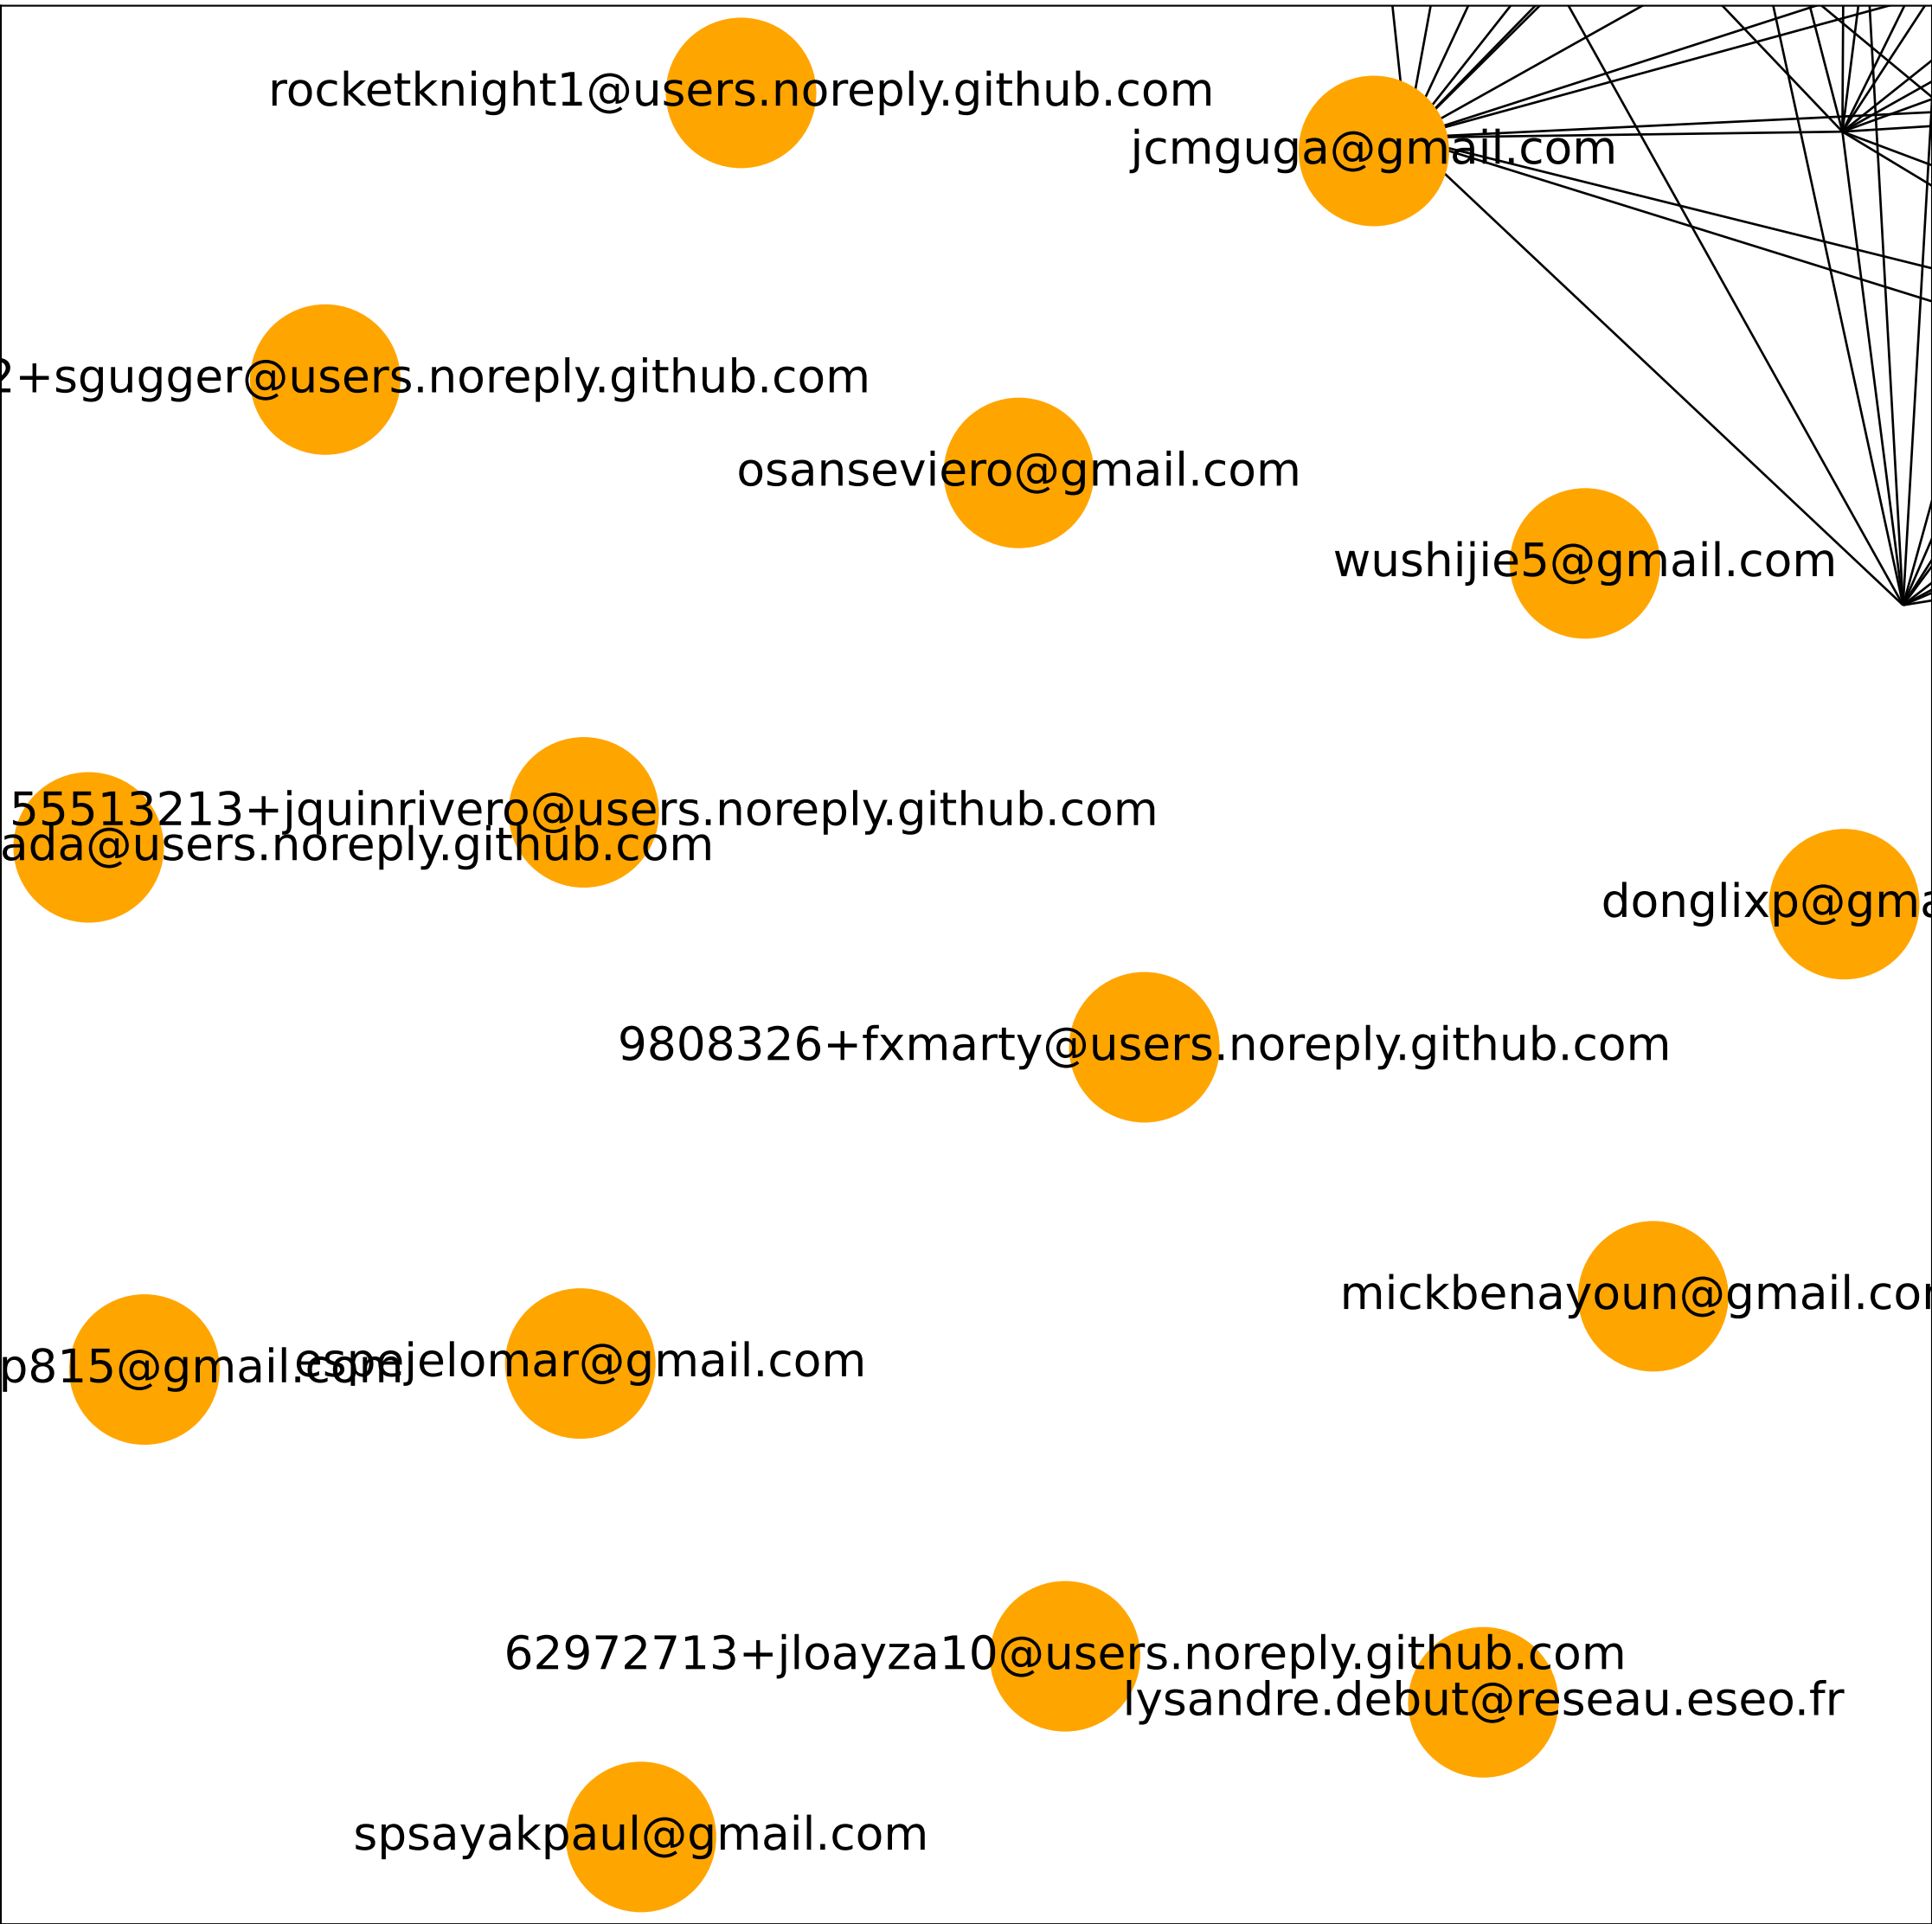 rocketknight1@users.noreply.github.com
jcmguga@gmail.com
2+sgugger@users.noreply.github.com
osanseviero@gmail.com
wushijie5@gmail.com
55513213+jquinrivero@users.noreply.github.com
ada@users.noreply.github.com
donglixp@gma
9808326+fxmarty@users.noreply.github.com
mickbenayoun@gmail.com
p815@gmail.com
espejelomar@gmail.com
62972713+jloayza10@users.noreply.github.com
lysandre.debut@reseau.eseo.fr
spsayakpaul@gmail.com